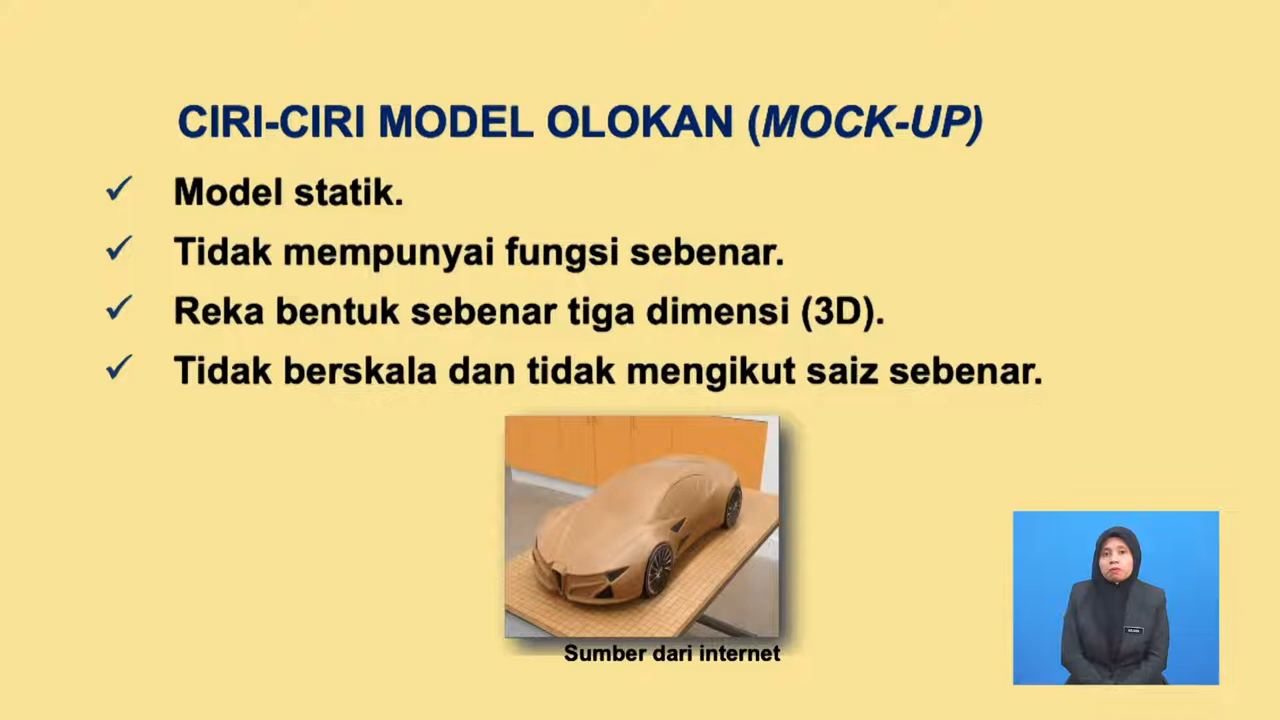 CIRI-CIRI MODEL OLOKAN (MOCK-UP)
✓ Model statik.
✓ Tidak mempunyai fungsi sebenar.
✓ Reka bentuk sebenar tiga dimensi (3D).
✓ Tidak berskala dan tidak mengikut saiz sebenar.
Sumber dari internet